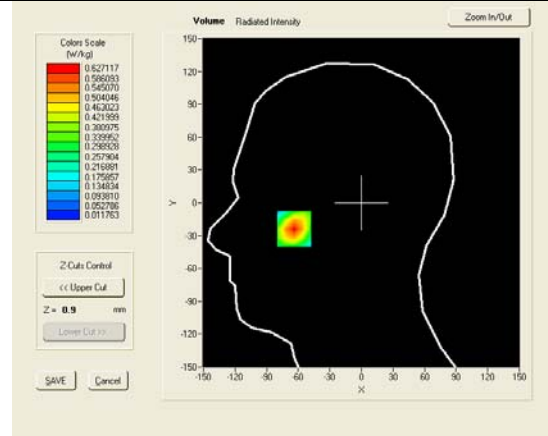 Volume Radiated Intensity
Zoom In/Out
Colors Scale
(W/kg)
0.627117
0.586093
0.545070
0.504046
0.463023
0.421999
0.380975
0.339952
0.298928
0.257904
0.216881
0.175857
0.134834
0.093810
0.052786
0.011763
Z-Cuts Control
<< Upper Cut
Z = 0.9 mm
Lower Cut >>
SAVE Cancel
150
120
90
60
30
0
-30
-60
-90
-120
-150
Y
-150 -120 -90 -60 -30 0 30 60 90 120 150
X